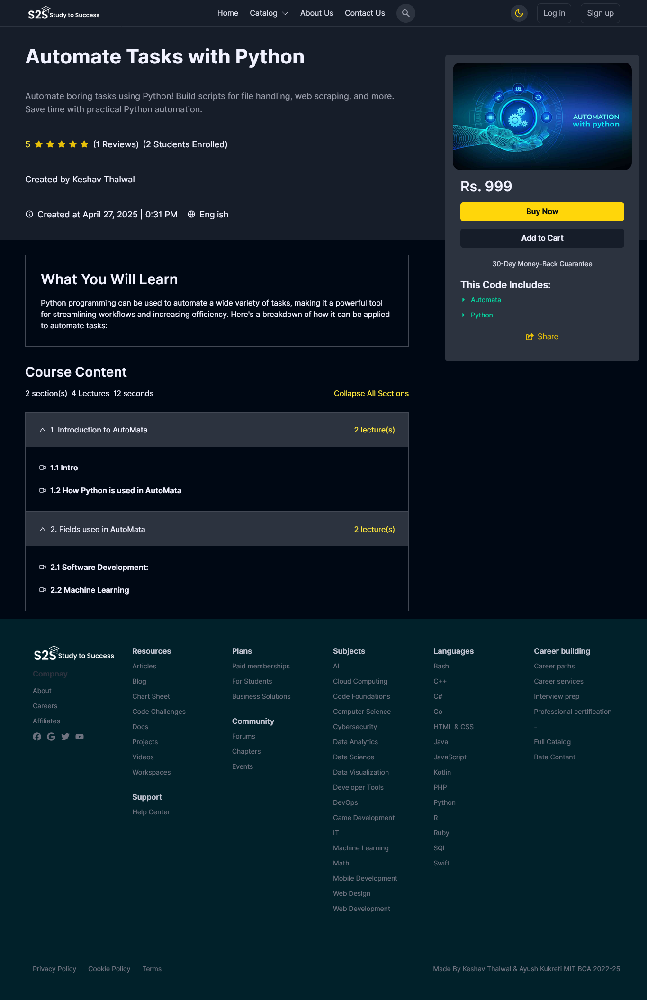 S2S Study to Success
Home
Catalog
About Us
Contact Us
Log in
Sign up
Automate Tasks with Python
Automate boring tasks using Python! Build scripts for file handling, web scraping, and more.
Save time with practical Python automation.
5 (1 Reviews) (2 Students Enrolled)
Created by Keshav Thalwal
Created at April 27, 2025 | 0:31 PM English
AUTOMATION
with python
Rs. 999
Buy Now
Add to Cart
30-Day Money-Back Guarantee
This Code Includes:
Automata
Python
Share
What You Will Learn
Python programming can be used to automate a wide variety of tasks, making it a powerful tool
for streamlining workflows and increasing efficiency. Here's a breakdown of how it can be applied
to automate tasks:
Course Content
2 section(s) 4 Lectures 12 seconds
Collapse All Sections
1. Introduction to AutoMata
2 lecture(s)
1.1 Intro
1.2 How Python is used in AutoMata
2. Fields used in AutoMata
2 lecture(s)
2.1 Software Development:
2.2 Machine Learning
S2S Study to Success
Compnay
About
Careers
Affiliates
Resources
Articles
Blog
Chart Sheet
Code Challenges
Docs
Projects
Videos
Workspaces
Support
Help Center
Plans
Paid memberships
For Students
Business Solutions
Community
Forums
Chapters
Events
Subjects
AI
Cloud Computing
Code Foundations
Computer Science
Cybersecurity
Data Analytics
Data Science
Data Visualization
Developer Tools
DevOps
Game Development
IT
Machine Learning
Math
Mobile Development
Web Design
Web Development
Languages
Bash
C++
C#
Go
HTML & CSS
Java
JavaScript
Kotlin
PHP
Python
R
Ruby
SQL
Swift
Career building
Career paths
Career services
Interview prep
Professional certification
-
Full Catalog
Beta Content
Privacy Policy
Cookie Policy
Terms
Made By Keshav Thalwal & Ayush Kukreti MIT BCA 2022-25